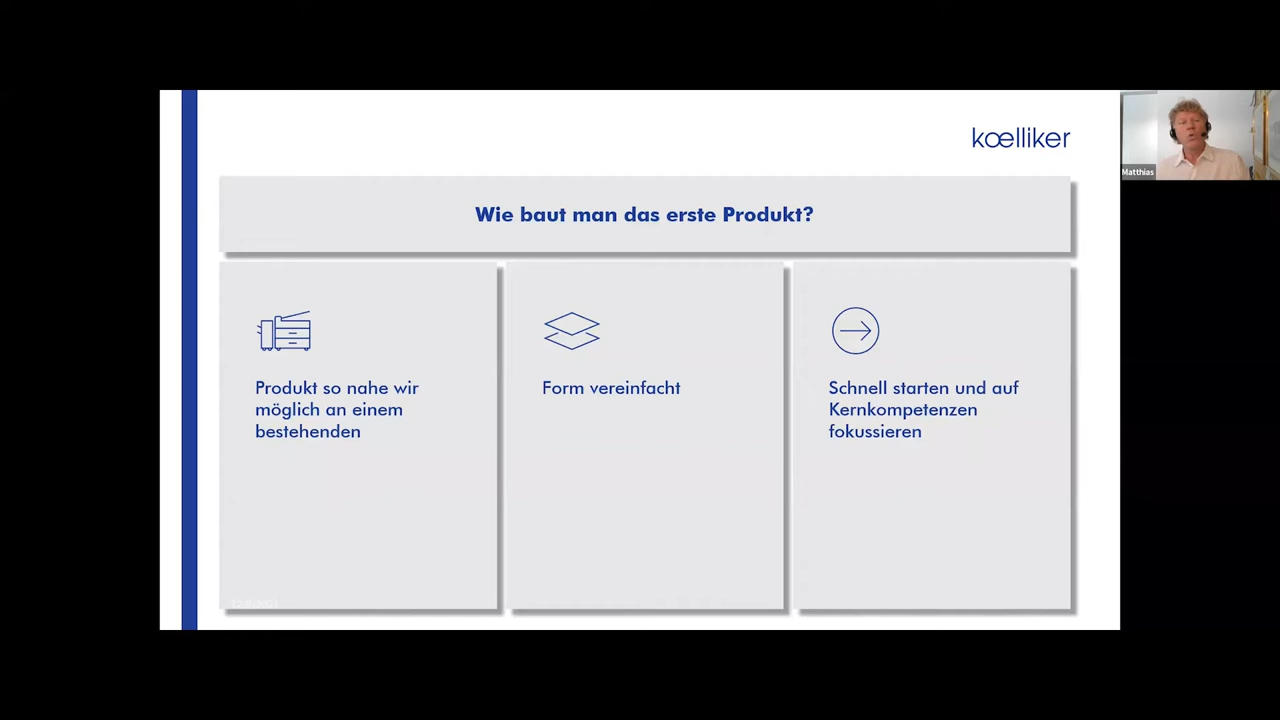 kœlliker
Matthias
Wie baut man das erste Produkt?
Produkt so nahe wir
möglich an einem
bestehenden
Form vereinfacht
Schnell starten und auf
Kernkompetenzen
fokussieren